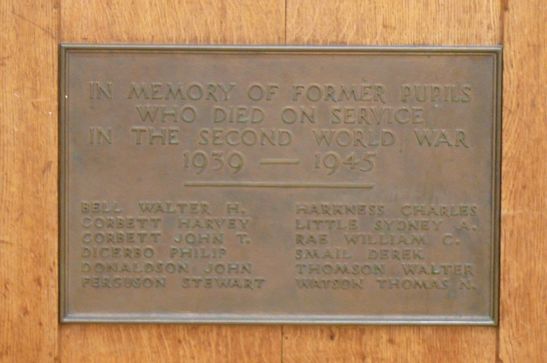 IN MEMORY OF FORMER PUPILS
WHO DIED ON SERVICE
IN THE SECOND WORLD WAR
1939 — 1945
BELL WALTER H.
CORBETT HARVEY
CORBETT JOHN T.
DICERBO PHILIP
DONALDSON JOHN
FERGUSON STEWART
HARKNESS CHARLES
LITTLE SYDNEY A.
RAE WILLIAM C.
SMAIL DEREK
THOMSON WALTER
WATSON THOMAS N.